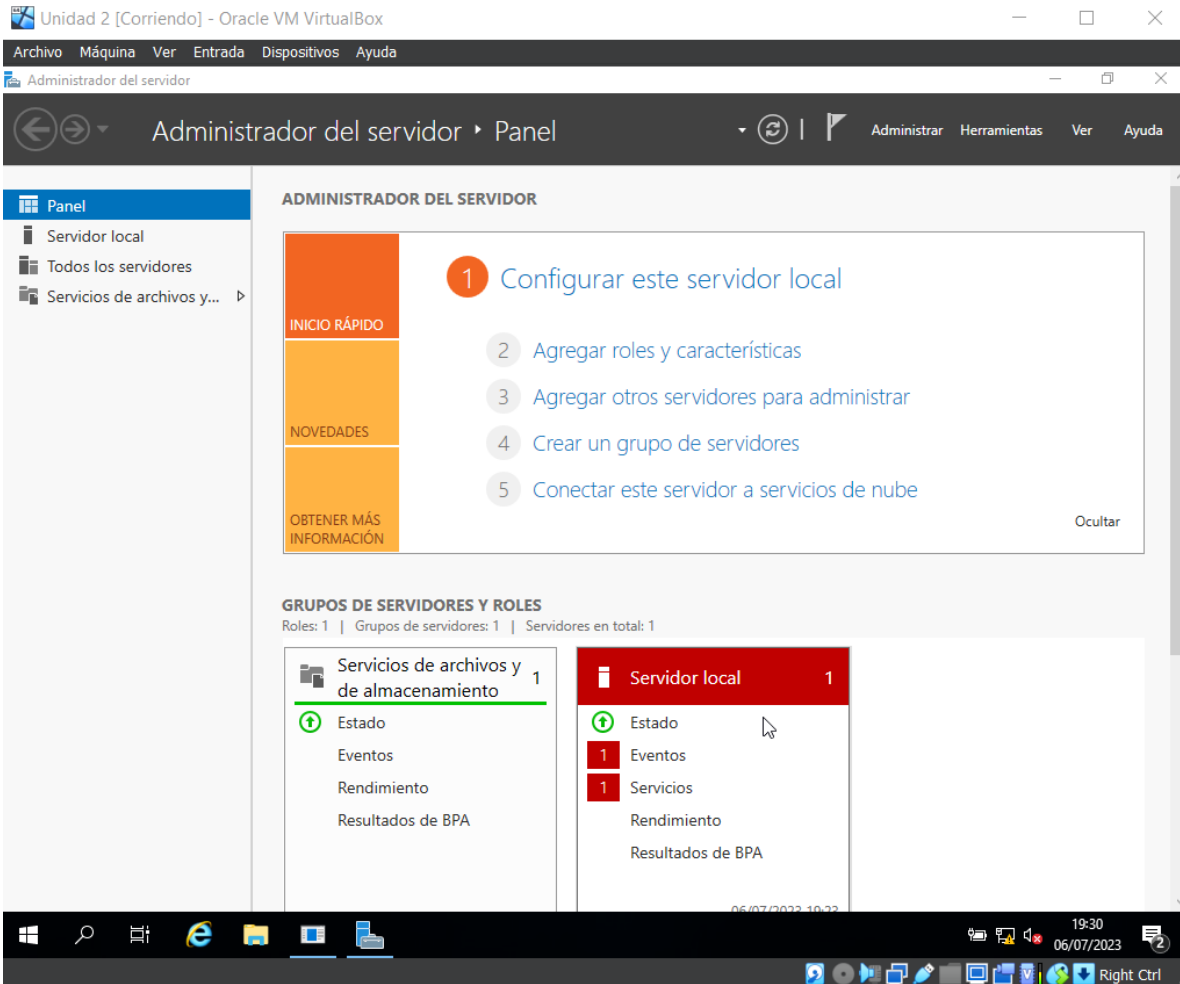 Unidad 2 [Corriendo] - Oracle VM VirtualBox
Archivo Máquina Ver Entrada Dispositivos Ayuda
Administrador del servidor
Administrador del servidor ‣ Panel
Administrar Herramientas Ver Ayuda
Panel
Servidor local
Todos los servidores
Servicios de archivos y...
ADMINISTRADOR DEL SERVIDOR
INICIO RÁPIDO
NOVEDADES
OBTENER MÁS
INFORMACIÓN
1 Configurar este servidor local
2 Agregar roles y características
3 Agregar otros servidores para administrar
4 Crear un grupo de servidores
5 Conectar este servidor a servicios de nube
Ocultar
GRUPOS DE SERVIDORES Y ROLES
Roles: 1 | Grupos de servidores: 1 | Servidores en total: 1
Servicios de archivos y
de almacenamiento
1
Estado
Eventos
Rendimiento
Resultados de BPA
Servidor local 1
Estado
1 Eventos
1 Servicios
Rendimiento
Resultados de BPA
06/07/2023 19:23
19:30
06/07/2023
2
Right Ctrl